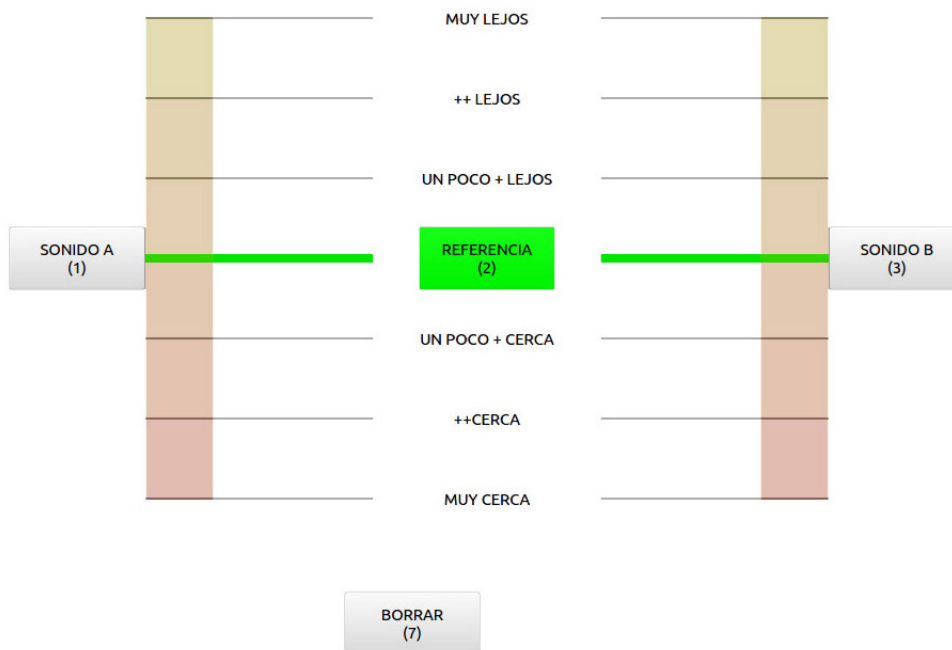 MUY LEJOS
++ LEJOS
UN POCO + LEJOS
SONIDO A
(1)
REFERENCIA
(2)
SONIDO B
(3)
UN POCO + CERCA
++CERCA
MUY CERCA
BORRAR
(7)